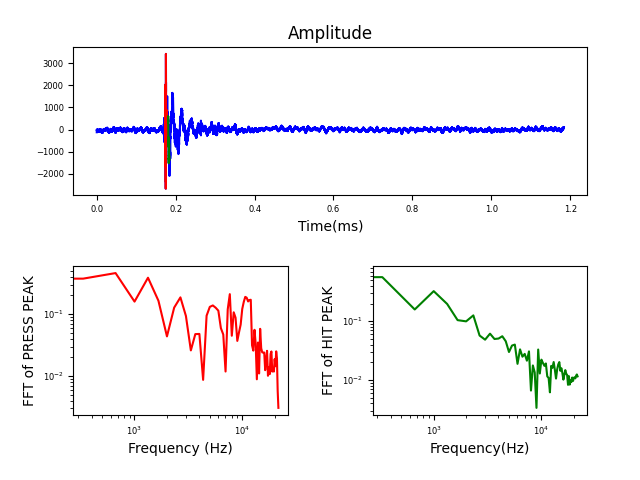 Amplitude
3000
2000
1000
0
−1000
−2000
0.0 0.2 0.4 0.6 0.8 1.0 1.2
Time(ms)
FFT of PRESS PEAK
10⁻¹
10⁻²
10³ 10⁴
Frequency (Hz)
FFT of HIT PEAK
10⁻¹
10⁻²
10³ 10⁴
Frequency(Hz)